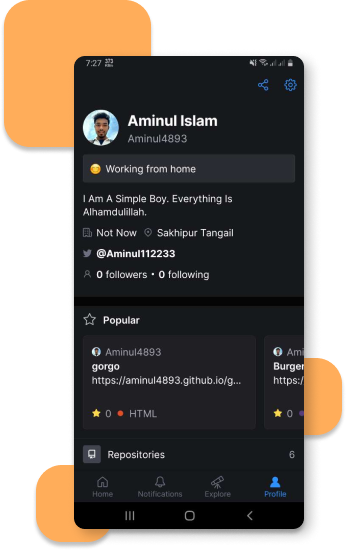 7:27
Aminul Islam
Aminul4893
Working from home
I Am A Simple Boy. Everything Is
Alhamdulillah.
Not Now Sakhipur Tangail
@Aminul112233
0 followers • 0 following
Popular
Aminul4893
gorgo
https://aminul4893.github.io/g...
0 HTML
Ami
Burger
https:/
0
Repositories 6
Home Notifications Explore Profile